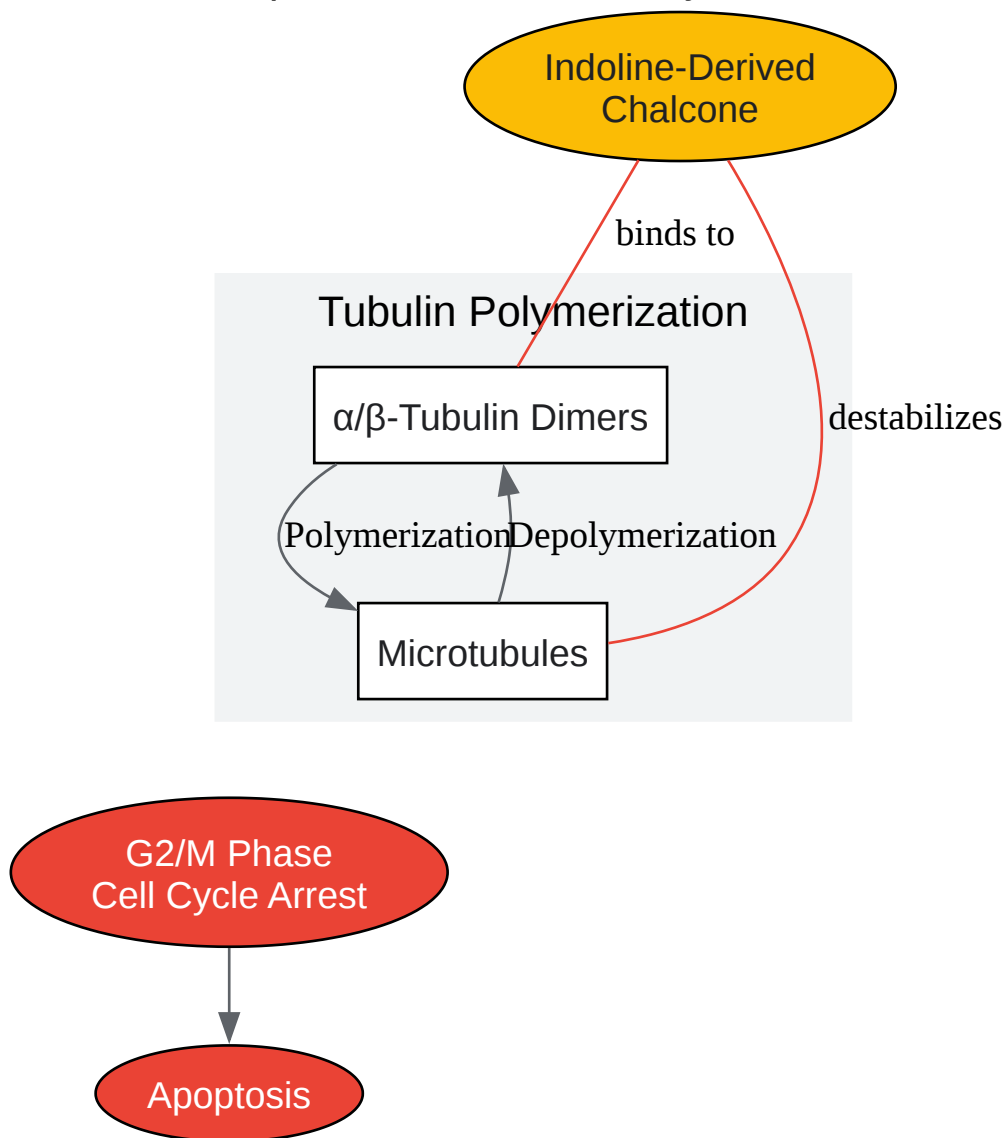 Indoline-Derived
Chalcone
binds to
Tubulin Polymerization
α/β-Tubulin Dimers
destabilizes
Polymerization
Depolymerization
Microtubules
G2/M Phase
Cell Cycle Arrest
Apoptosis